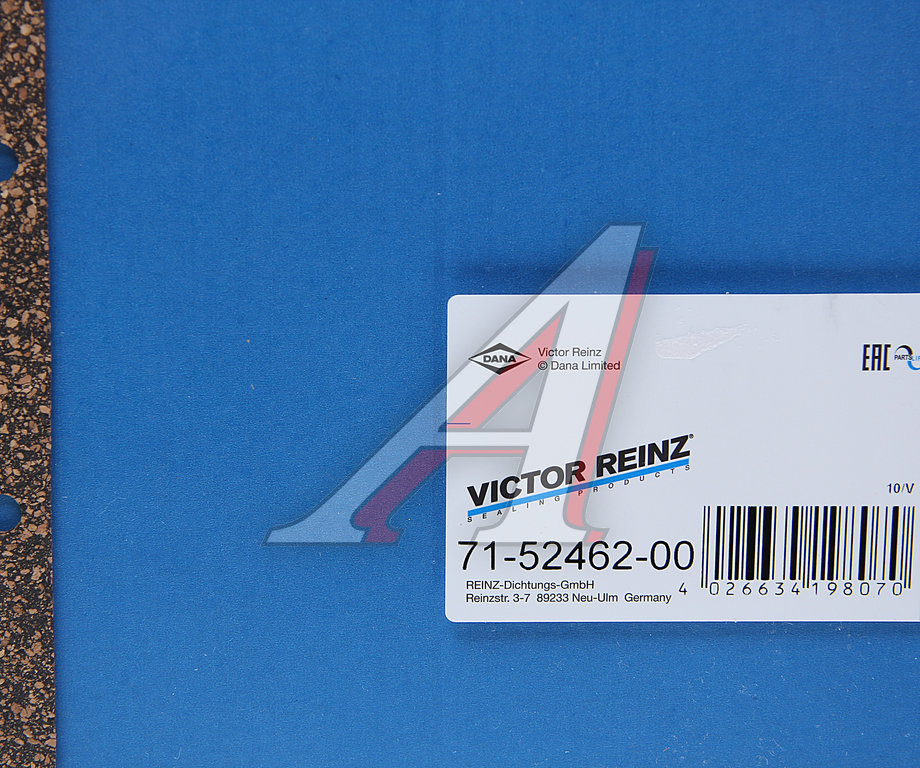 DANA
Victor Reinz
© Dana Limited
EAC
PARTS
VICTOR REINZ®
SEALING PRODUCTS
10/V
71-52462-00
REINZ-Dichtungs-GmbH
Reinzstr. 3-7 89233 Neu-Ulm Germany
4 026634 198070